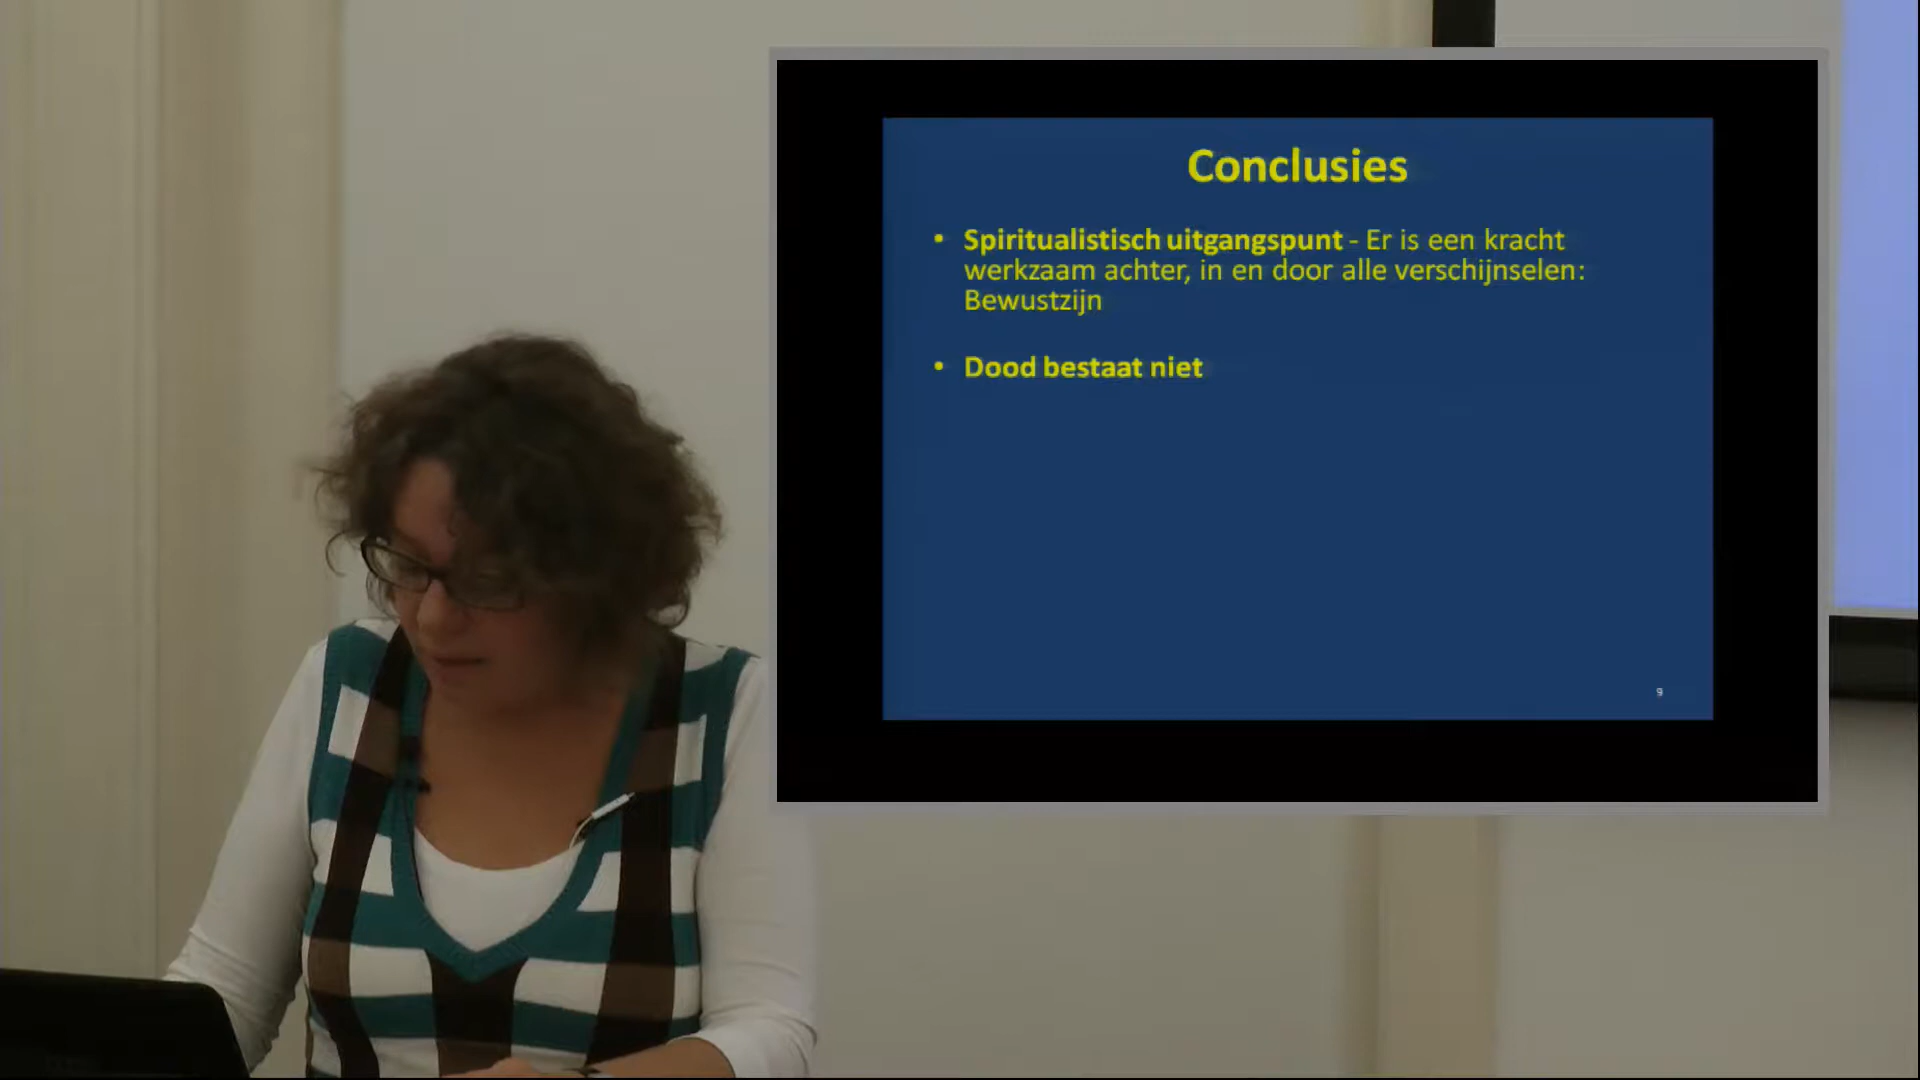 Conclusies
• Spiritualistisch uitgangspunt - Er is een kracht
werkzaam achter, in en door alle verschijnselen:
Bewustzijn
• Dood bestaat niet
9